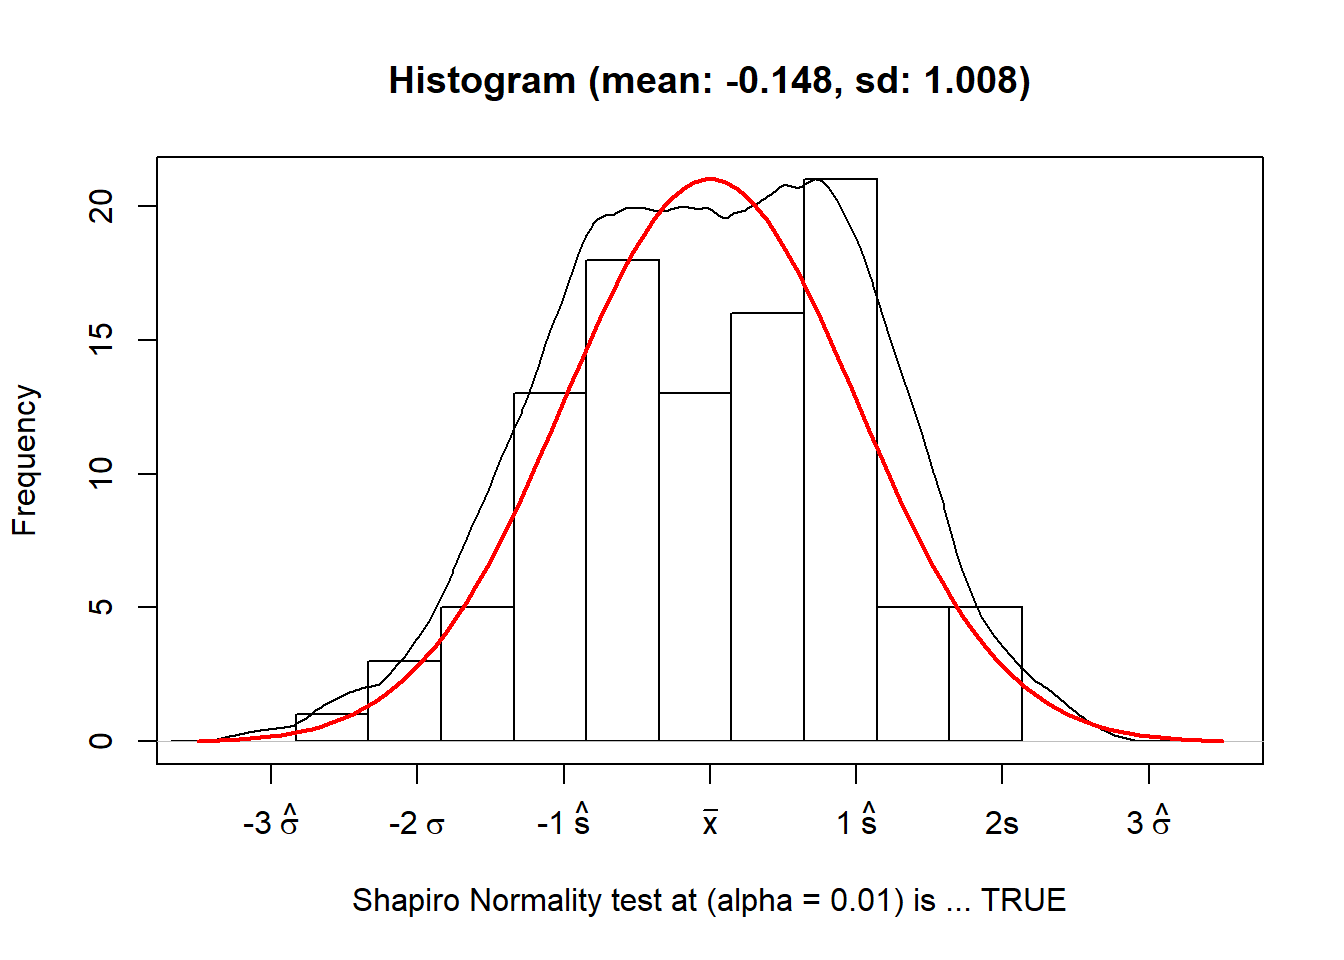 Histogram (mean: -0.148, sd: 1.008)
Frequency
20
15
10
5
0
-3 σ̂ -2 σ -1 ŝ x̄ 1 ŝ 2s 3 σ̂
Shapiro Normality test at (alpha = 0.01) is ... TRUE